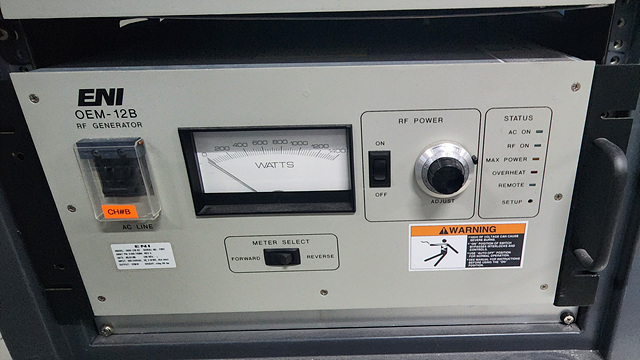 ENI
OEM-12B
RF GENERATOR
CH#B
AC LINE
ENI
0 200 400 600 800 1000 1200
WATTS
METER SELECT
FORWARD REVERSE
RF POWER
ON
OFF
ADJUST
STATUS
AC ON
RF ON
MAX POWER
OVERHEAT
REMOTE
SETUP
WARNING